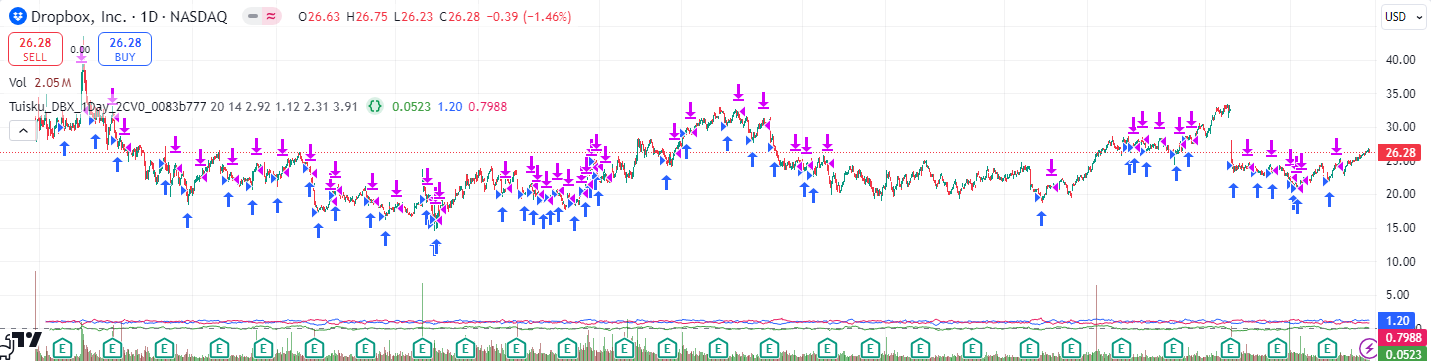 Dropbox, Inc. · 1D · NASDAQ O26.63 H26.75 L26.23 C26.28 −0.39 (−1.46%)
USD
26.28
SELL
0.00
26.28
BUY
Vol 2.05M
Tuisku_DBX_1Day_2CV0_0083b777 20 14 2.92 1.12 2.31 3.91 {} 0.0523 1.20 0.7988
40.00
35.00
30.00
26.28
25.00
20.00
15.00
10.00
5.00
1.20
0.7988
0.0523
E E E E E E E E E E E E E E E E E E E E E E E E E E